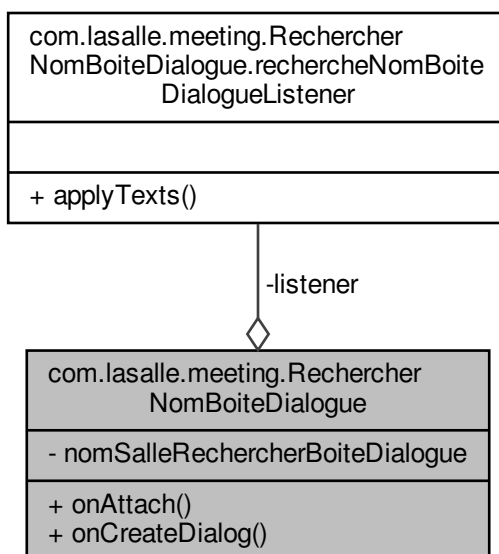 com.lasalle.meeting.Rechercher
NomBoiteDialogue.rechercheNomBoite
DialogueListener
+ applyTexts()
-listener
com.lasalle.meeting.Rechercher
NomBoiteDialogue
- nomSalleRechercherBoiteDialogue
+ onAttach()
+ onCreateDialog()